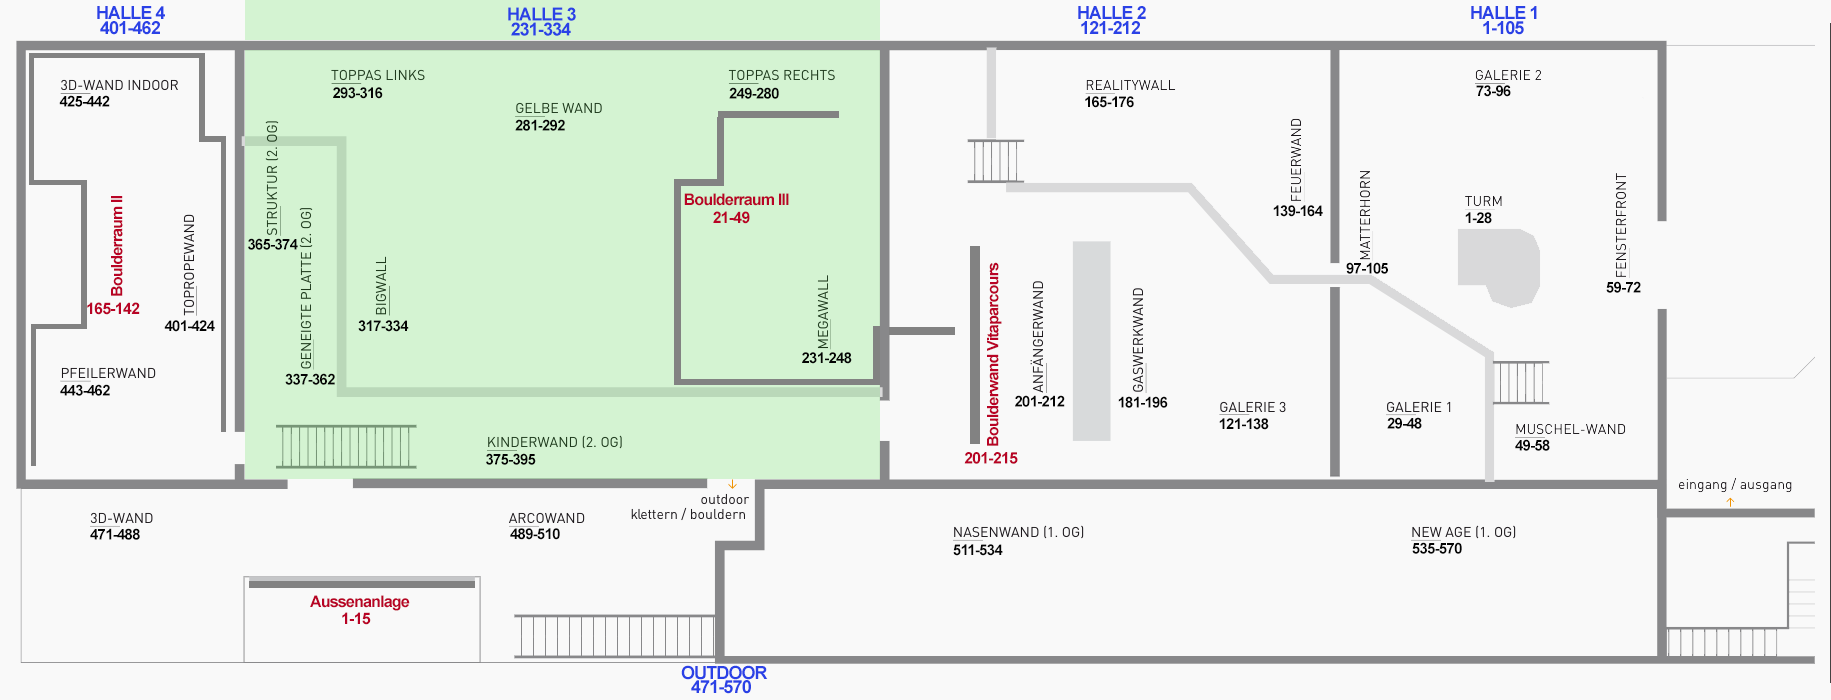 HALLE 4
401-462
HALLE 3
231-334
HALLE 2
121-212
HALLE 1
1-105
3D-WAND INDOOR
425-442
TOPPAS LINKS
293-316
GELBE WAND
281-292
TOPPAS RECHTS
249-280
REALITYWALL
165-176
GALERIE 2
73-96
STRUKTUR (2. OG)
365-374
Boulderraum II
165-142
TOPROPEWAND
401-424
GENEIGTE PLATTE (2. OG)
337-362
BIGWALL
317-334
Boulderraum III
21-49
MEGAWALL
231-248
FEUERWAND
139-164
MATTERHORN
97-105
TURM
1-28
FENSTERFRONT
59-72
PFEILERWAND
443-462
Boulderwand Vitaparcours
201-215
ANFÄNGERWAND
201-212
GASWERKWAND
181-196
GALERIE 3
121-138
GALERIE 1
29-48
MUSCHEL-WAND
49-58
KINDERWAND (2. OG)
375-395
eingang / ausgang
outdoor
klettern / bouldern
3D-WAND
471-488
ARCOWAND
489-510
NASENWAND (1. OG)
511-534
NEW AGE (1. OG)
535-570
Aussenanlage
1-15
OUTDOOR
471-570